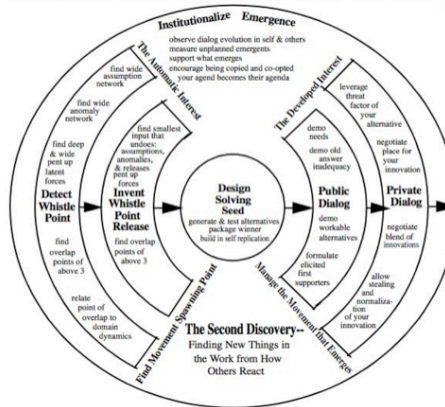 Institutionalize Emergence
observe dialog evolution in self & others
measure unplanned emergents
support what emerges
encourage being copied and co-opted
your agend becomes their agenda
The Automatic Interest
find wide
assumption
network
find wide
anomaly
network
find deep
& wide
pent up
latent
forces
Detect
Whistle
Point
find
overlap
points of
above 3
relate
point of
overlap to
domain
dynamics
find smallest
input that
undoes:
assumptions,
anomalies,
& releases
pent up
forces
Invent
Whistle
Point
Release
find overlap
points of
above 3
Find Movement Spawning Point
Design
Solving
Seed
generate & test alternatives
package winner
build in self replication
The Developed Interest
demo
needs
demo old
answer
inadequacy
Public
Dialog
demo
workable
alternatives
formulate
elicited
first
supporters
leverage
threat
factor of
your
alternative
negotiate
place for
your
innovation
Private
Dialog
negotiate
blend of
innovations
allow
stealing
and
normaliza-
tion
of your
innovation
Manage the Movement that Emerges
The Second Discovery--
Finding New Things in
the Work from How
Others React